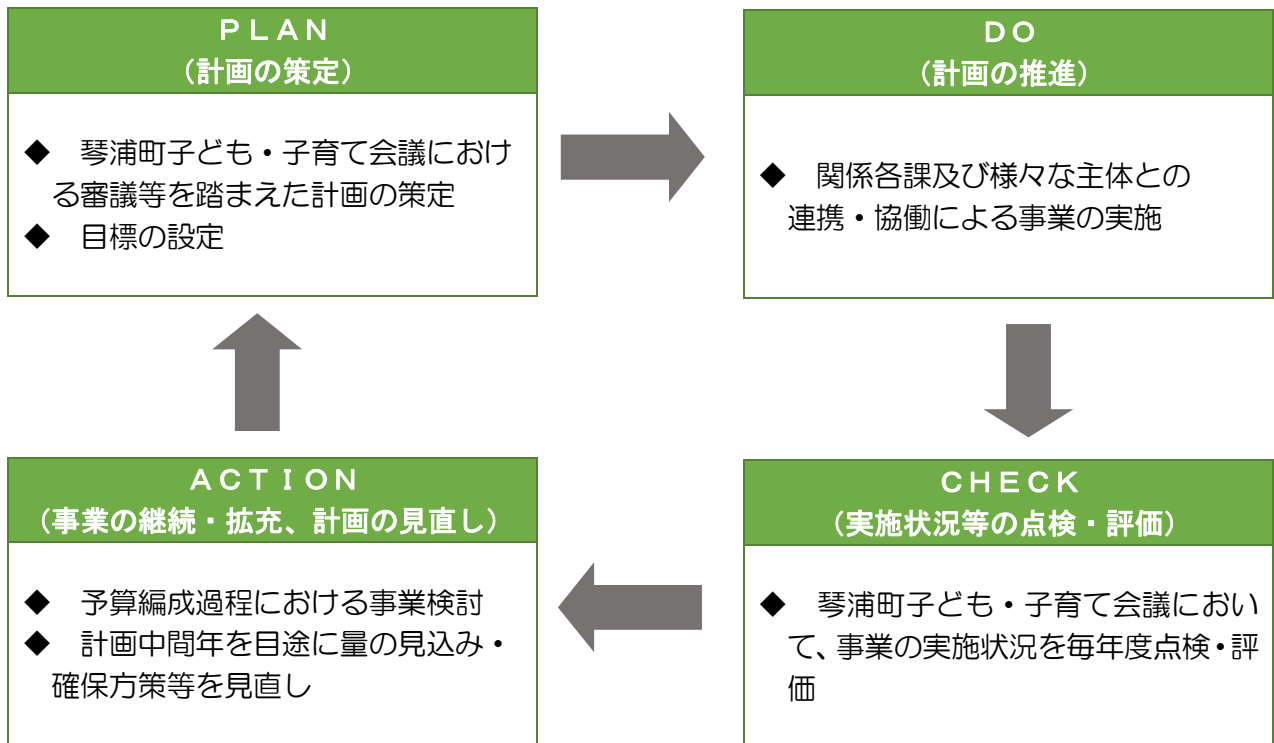 ＰＬＡＮ
（計画の策定）
◆　琴浦町子ども・子育て会議におけ
る審議等を踏まえた計画の策定
◆　目標の設定
ＤＯ
（計画の推進）
◆　関係各課及び様々な主体との
連携・協働による事業の実施
ＡＣＴＩＯＮ
（事業の継続・拡充、計画の見直し）
◆　予算編成過程における事業検討
◆　計画中間年を目途に量の見込み・
確保方策等を見直し
ＣＨＥＣＫ
（実施状況等の点検・評価）
◆　琴浦町子ども・子育て会議におい
て、事業の実施状況を毎年度点検・評
価